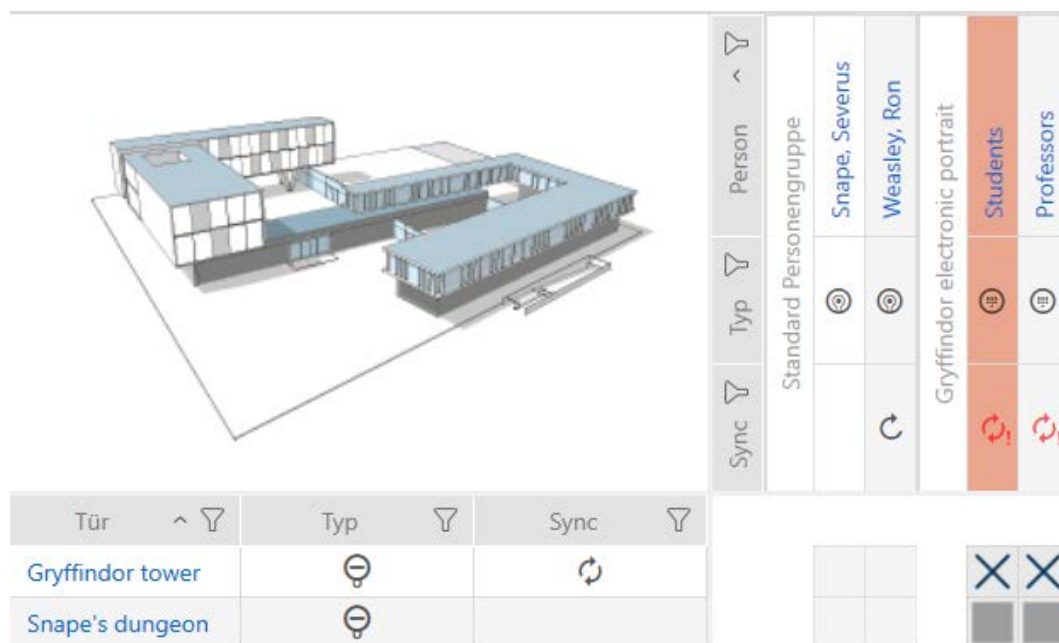 Person
Typ
Sync
Standard Personengruppe
Snape, Severus
Weasley, Ron
Gryffindor electronic portrait
Students
Professors
Tür
Typ
Sync
Gryffindor tower
Snape's dungeon